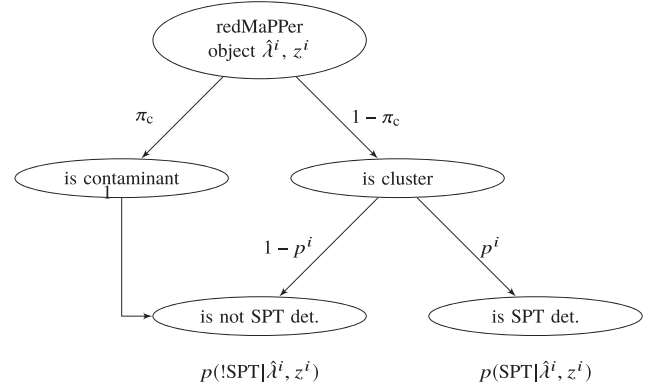 redMaPPer
object λ̂ⁱ, zⁱ
π_c
1 − π_c
is contaminant
1
is cluster
1 − pⁱ
pⁱ
is not SPT det.
is SPT det.
p(!SPT|λ̂ⁱ, zⁱ)
p(SPT|λ̂ⁱ, zⁱ)